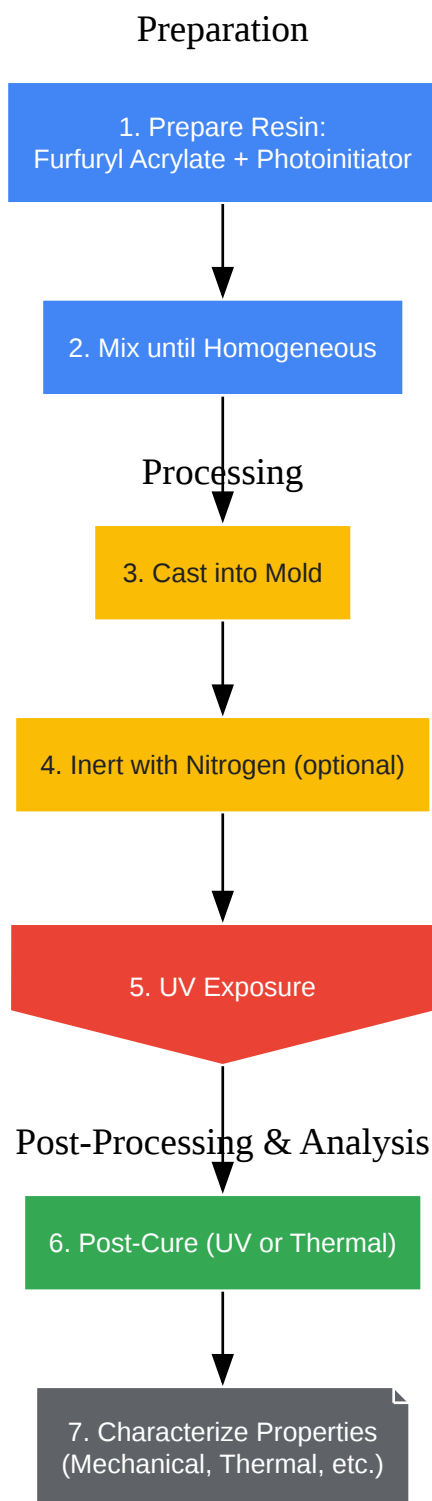 Preparation
1. Prepare Resin:
Furfuryl Acrylate + Photoinitiator
2. Mix until Homogeneous
Processing
3. Cast into Mold
4. Inert with Nitrogen (optional)
5. UV Exposure
Post-Processing & Analysis
6. Post-Cure (UV or Thermal)
7. Characterize Properties
(Mechanical, Thermal, etc.)